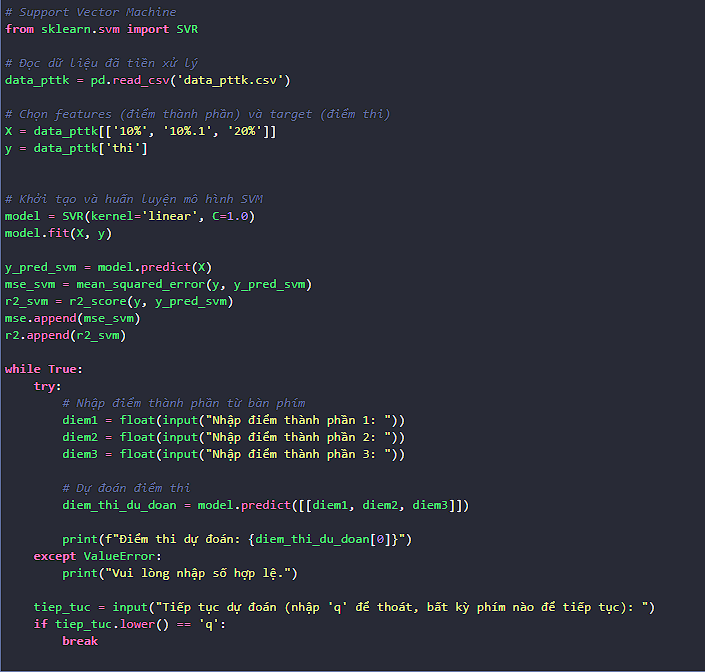 # Support Vector Machine
from sklearn.svm import SVR

# Đọc dữ liệu đã tiền xử lý
data_pttk = pd.read_csv('data_pttk.csv')

# Chọn features (điểm thành phần) và target (điểm thi)
X = data_pttk[['10%', '10%.1', '20%']]
y = data_pttk['thi']


# Khởi tạo và huấn luyện mô hình SVM
model = SVR(kernel='linear', C=1.0)
model.fit(X, y)

y_pred_svm = model.predict(X)
mse_svm = mean_squared_error(y, y_pred_svm)
r2_svm = r2_score(y, y_pred_svm)
mse.append(mse_svm)
r2.append(r2_svm)

while True:
    try:
        # Nhập điểm thành phần từ bàn phím
        diem1 = float(input("Nhập điểm thành phần 1: "))
        diem2 = float(input("Nhập điểm thành phần 2: "))
        diem3 = float(input("Nhập điểm thành phần 3: "))

        # Dự đoán điểm thi
        diem_thi_du_doan = model.predict([[diem1, diem2, diem3]])

        print(f"Điểm thi dự đoán: {diem_thi_du_doan[0]}")
    except ValueError:
        print("Vui lòng nhập số hợp lệ.")

    tiep_tuc = input("Tiếp tục dự đoán (nhập 'q' để thoát, bất kỳ phím nào để tiếp tục): ")
    if tiep_tuc.lower() == 'q':
        break